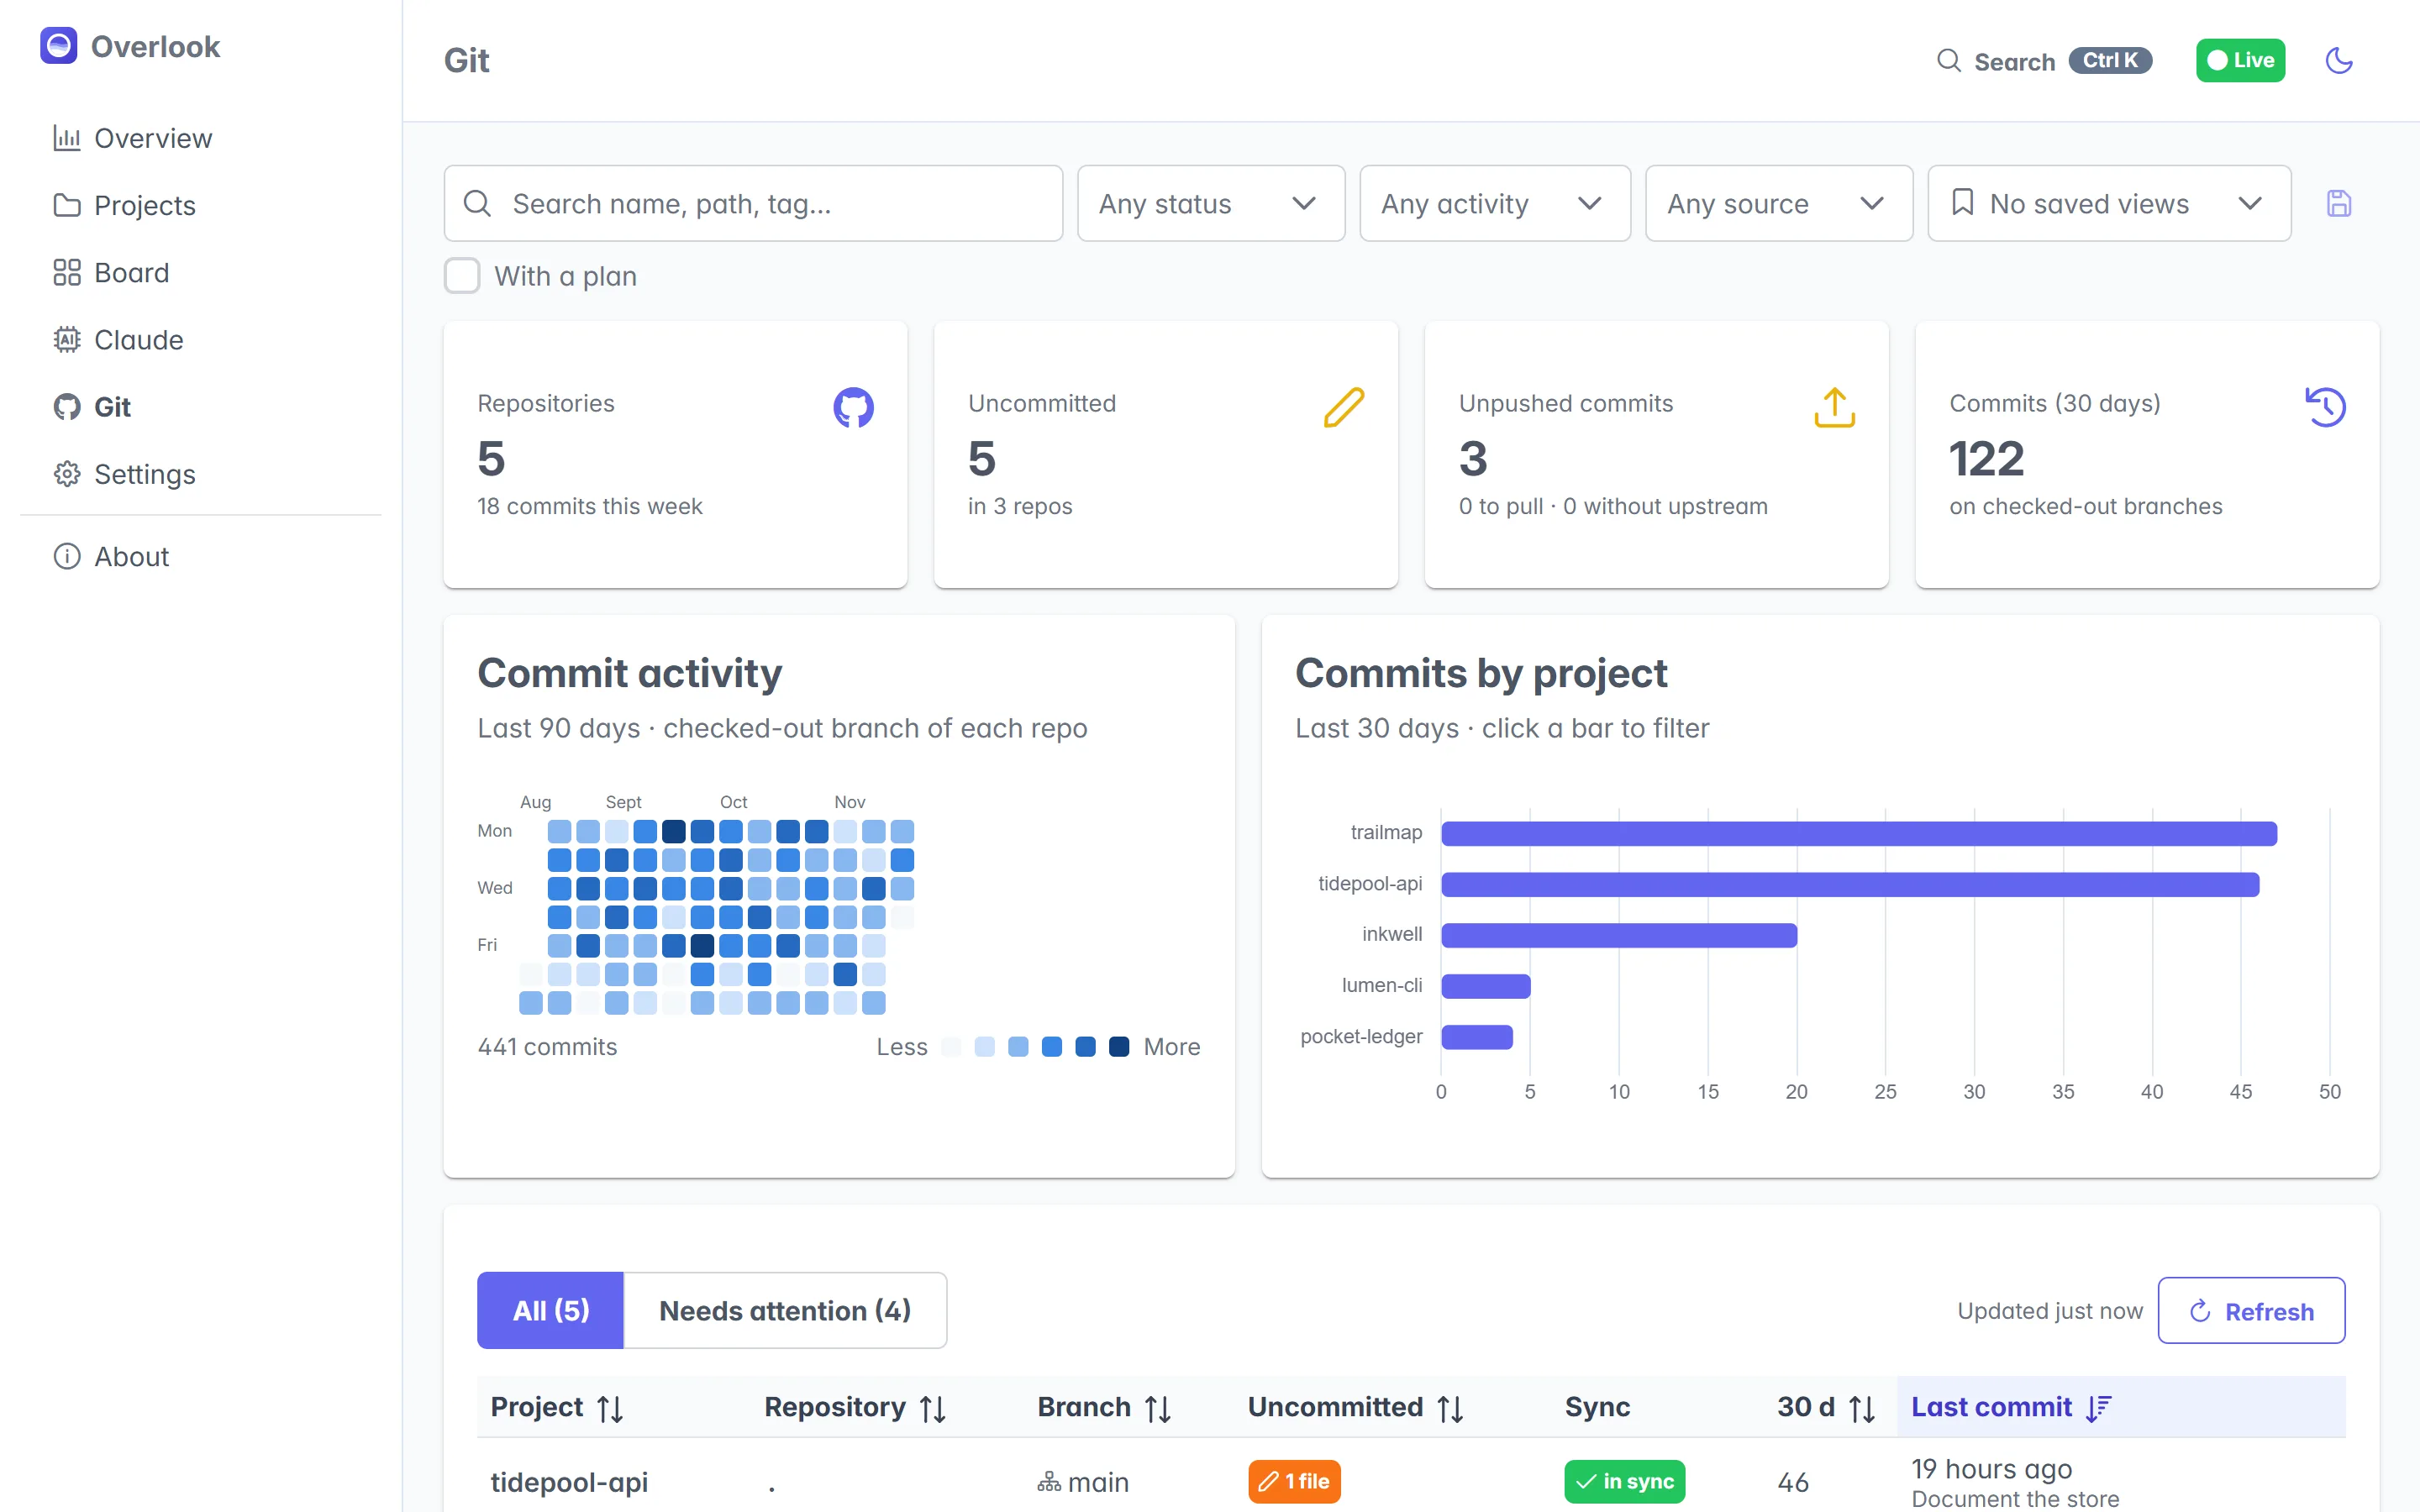 Overlook
Overview
Projects
Board
Claude
Git
Settings
About
Git
Search Ctrl K
Live
Search name, path, tag...
Any status
Any activity
Any source
No saved views
With a plan
Repositories
5
18 commits this week
Uncommitted
5
in 3 repos
Unpushed commits
3
0 to pull · 0 without upstream
Commits (30 days)
122
on checked-out branches
Commit activity
Last 90 days · checked-out branch of each repo
Aug Sept Oct Nov
Mon
Wed
Fri
441 commits
Less More
Commits by project
Last 30 days · click a bar to filter
trailmap
tidepool-api
inkwell
lumen-cli
pocket-ledger
0 5 10 15 20 25 30 35 40 45 50
All (5) Needs attention (4)
Updated just now Refresh
Project Repository Branch Uncommitted Sync 30 d Last commit
tidepool-api . main 1 file in sync 46 19 hours ago
Document the store